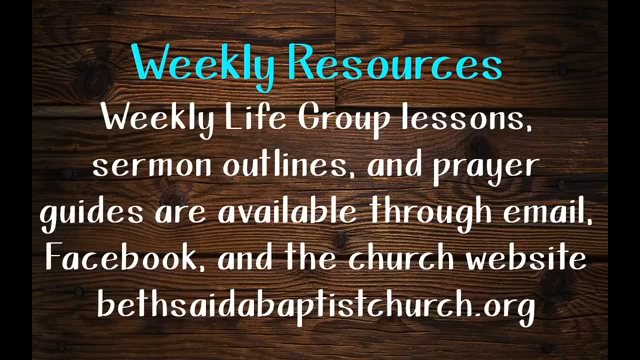 Weekly Resources
Weekly Life Group lessons,
sermon outlines, and prayer
guides are available through email,
Facebook, and the church website
bethsaidabaptistchurch.org